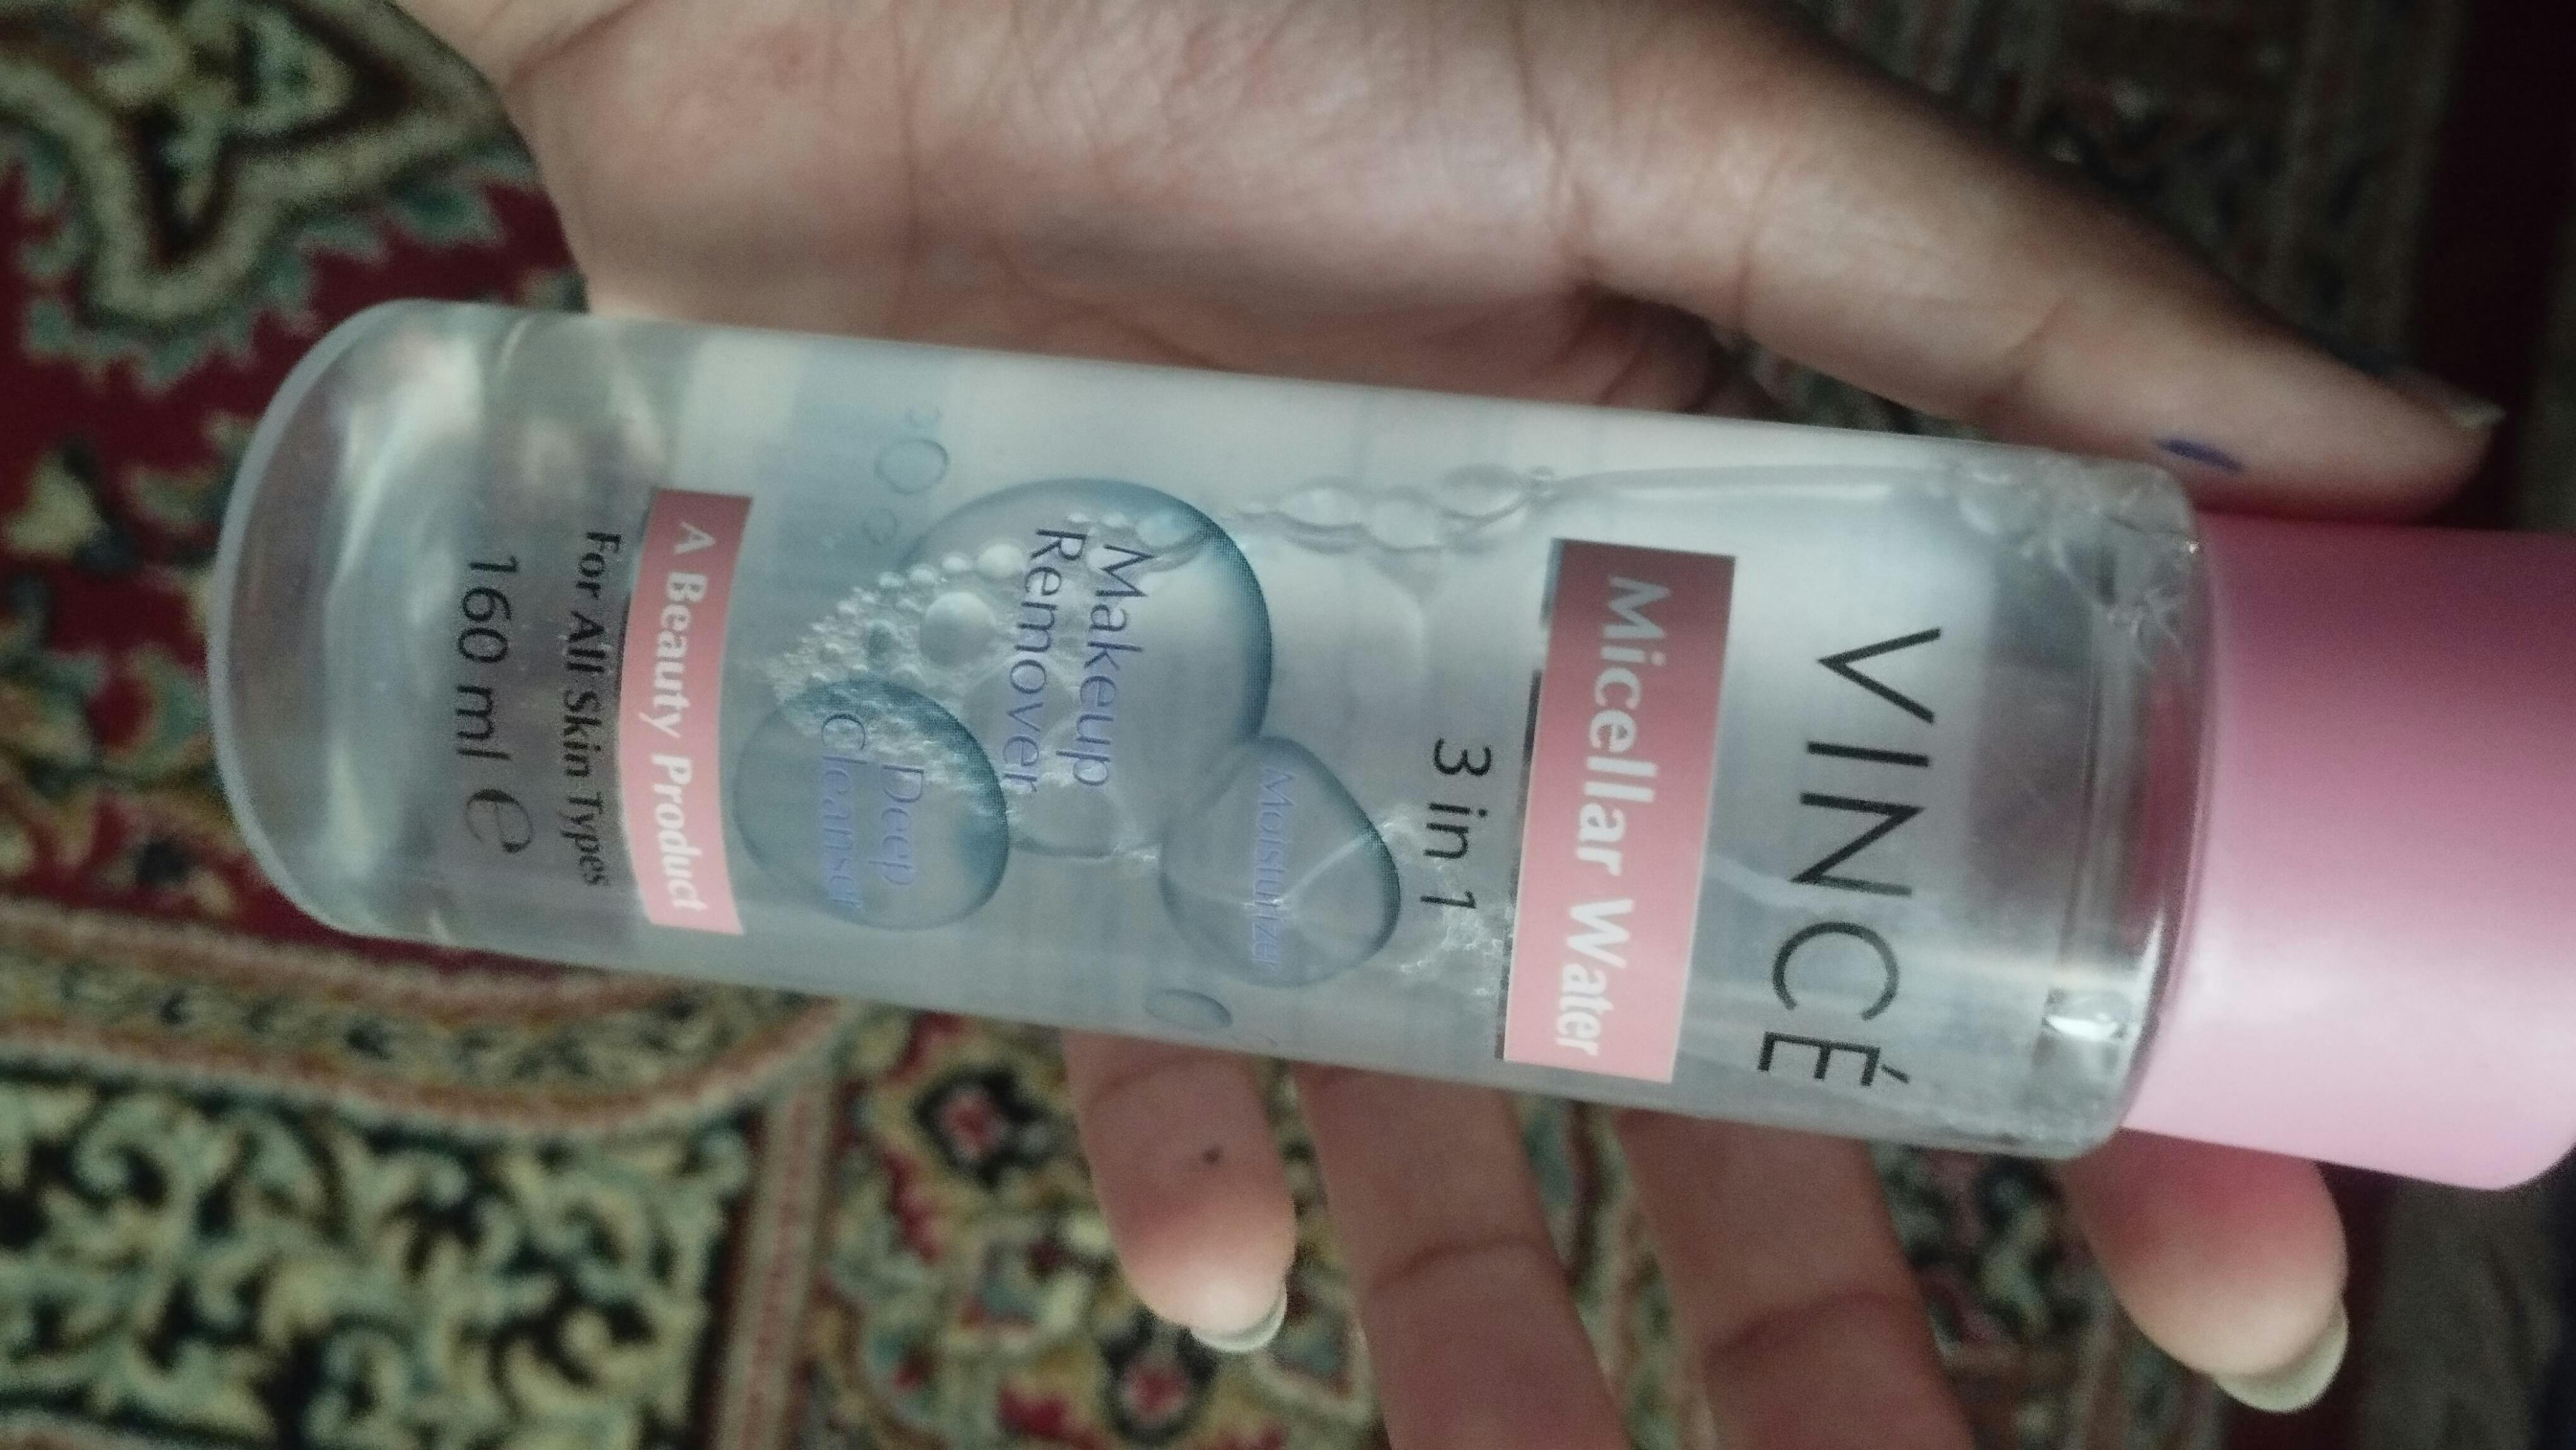 VINCÉ
Micellar Water
3 in 1
Moisturizer
Makeup
Remover
Deep
Cleanser
A Beauty Product
For All Skin Types
160 ml ℮